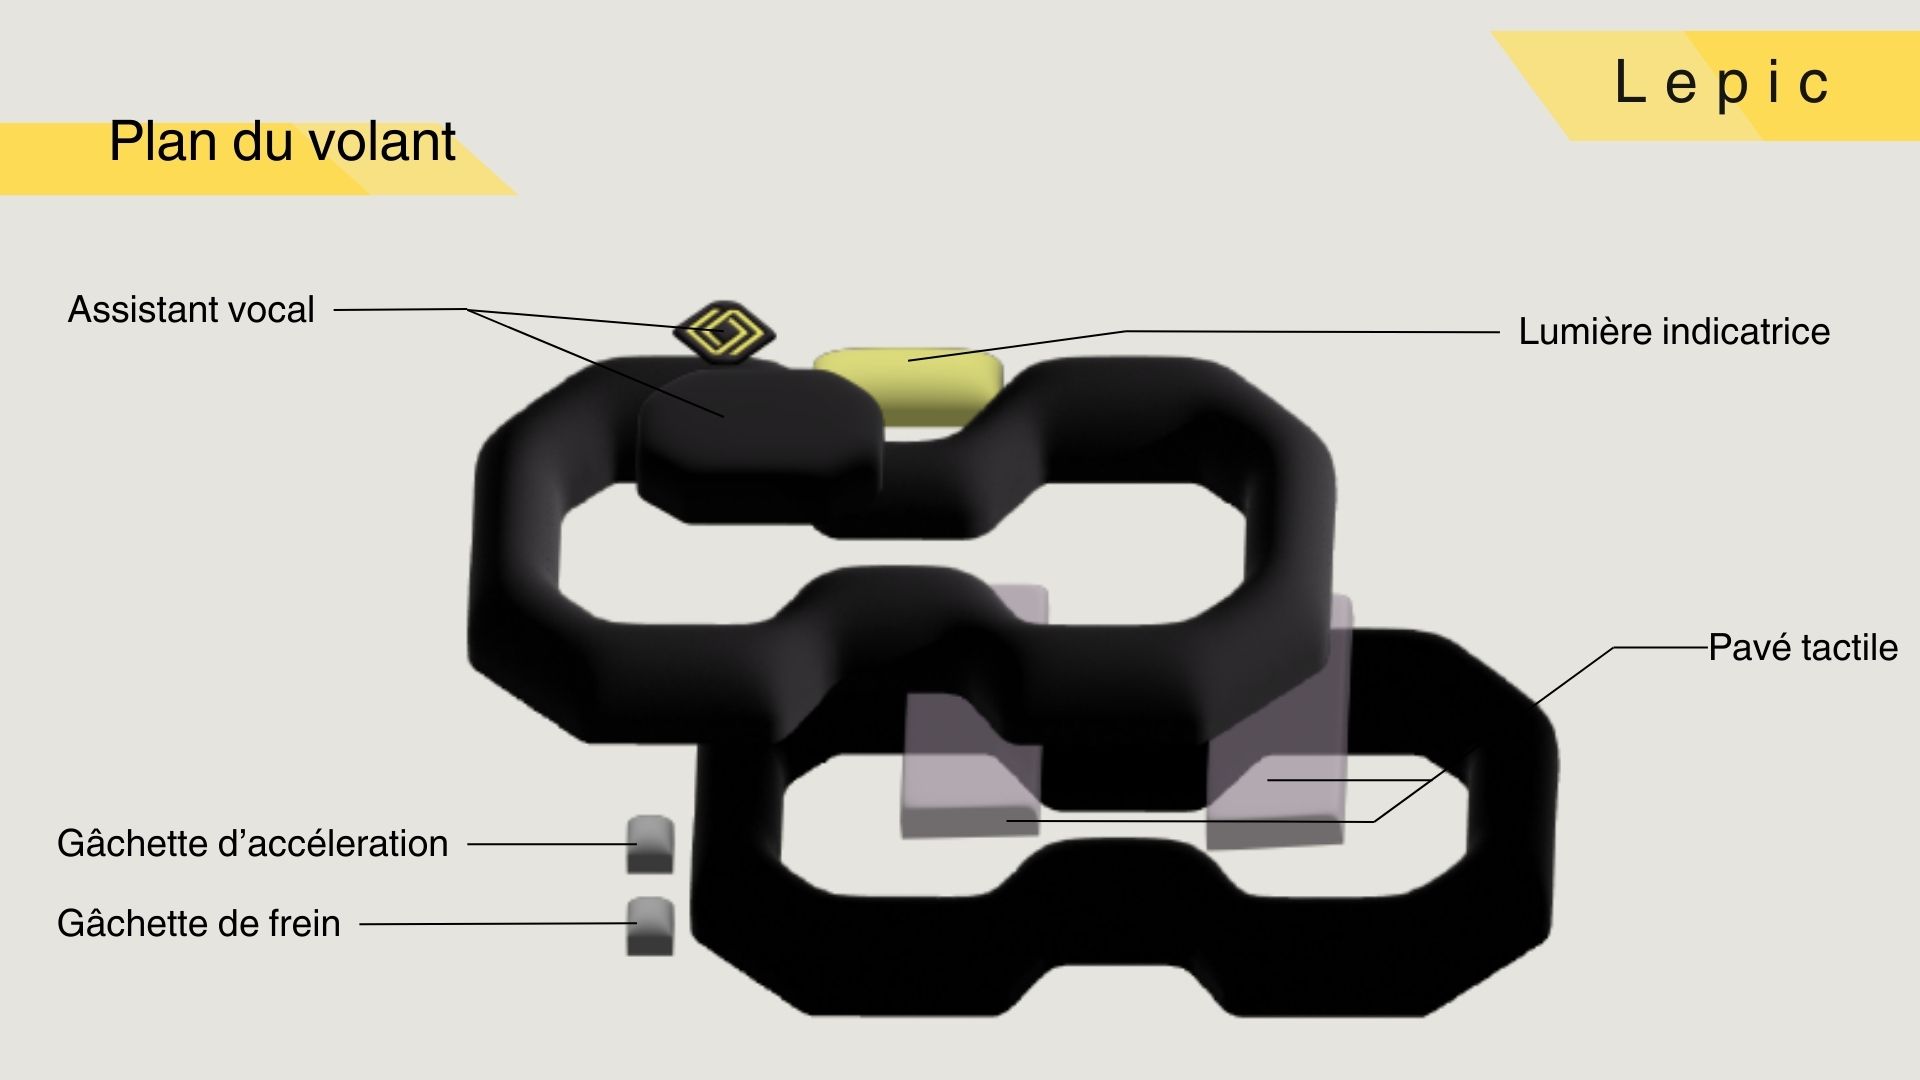 Lepic
Plan du volant
Assistant vocal
Lumière indicatrice
Pavé tactile
Gâchette d’accéleration
Gâchette de frein